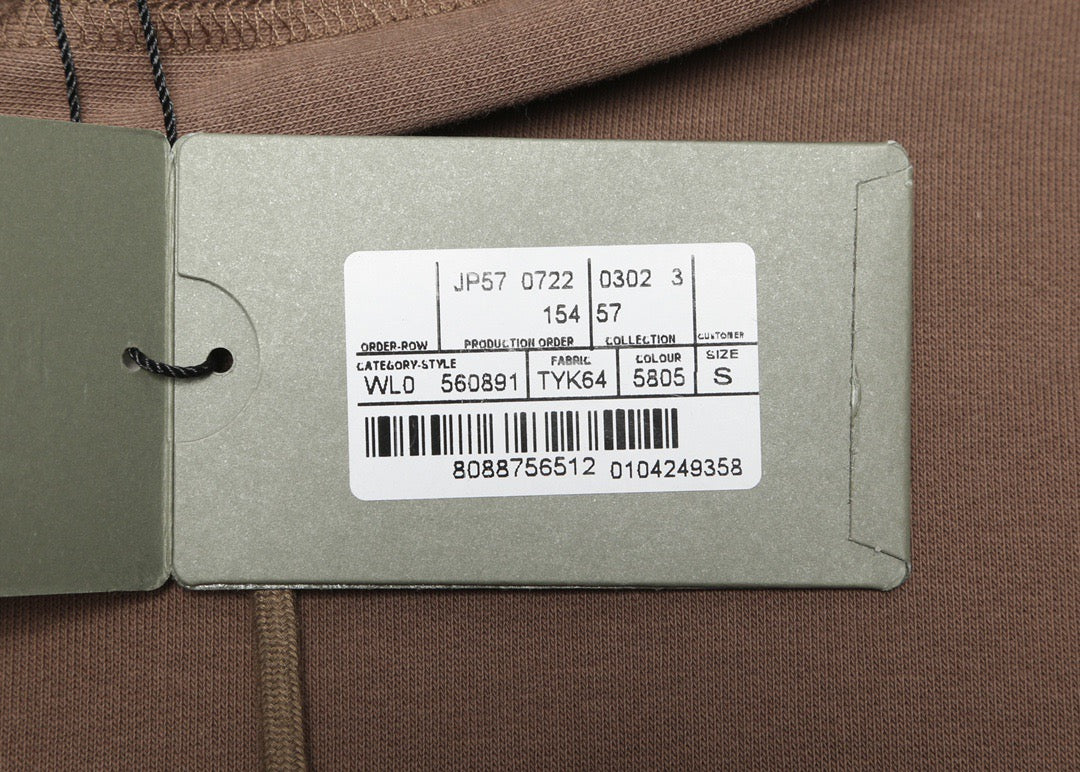 JP57 0722 0302 3
154 57
ORDER-ROW PRODUCTION ORDER COLLECTION CUSTOMER
CATEGORY-STYLE FABRIC COLOUR SIZE
WL0 560891 TYK64 5805 S
8088756512 0104249358